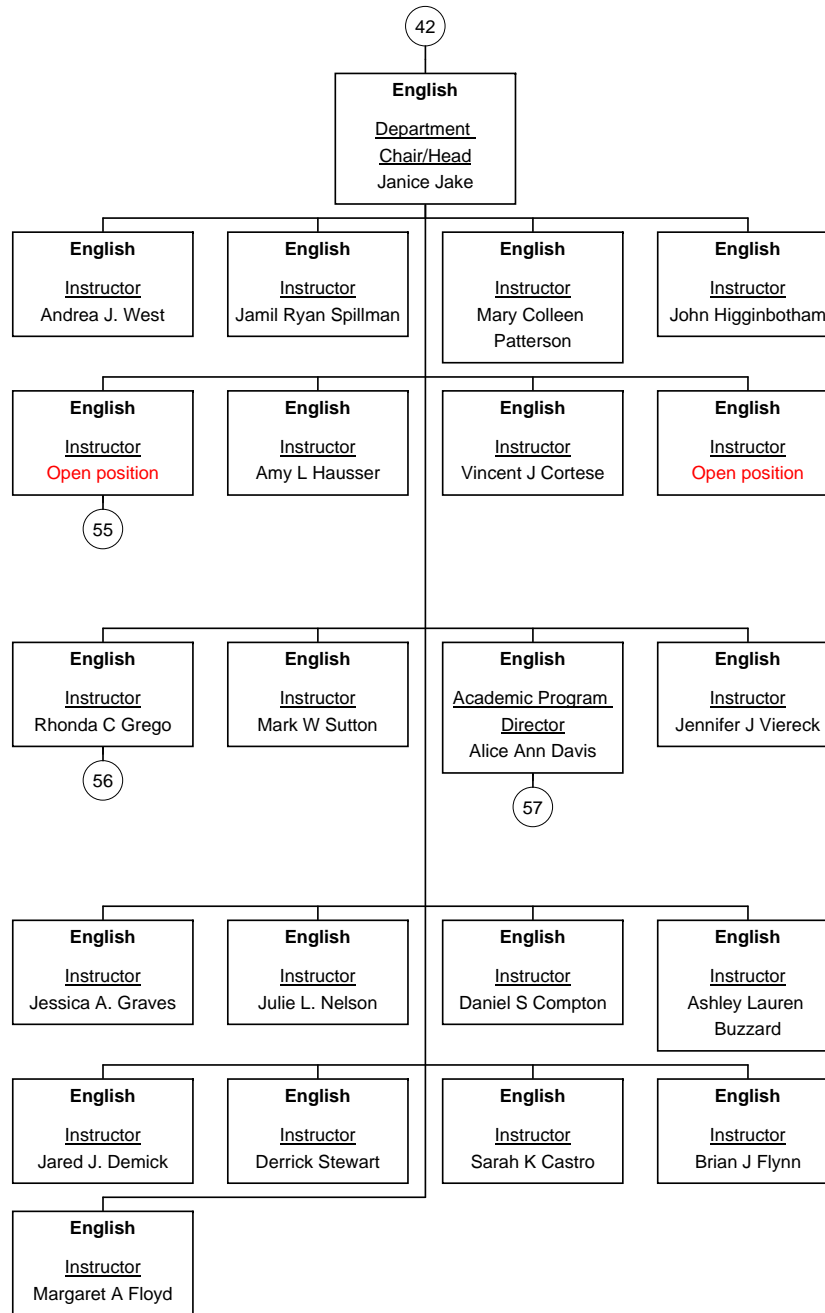 42
English
Department
Chair/Head
Janice Jake
English
Instructor
Andrea J. West
English
Instructor
Jamil Ryan Spillman
English
Instructor
Mary Colleen
Patterson
English
Instructor
John Higginbotham
English
Instructor
Open position
55
English
Instructor
Amy L Hausser
English
Instructor
Vincent J Cortese
English
Instructor
Open position
English
Instructor
Rhonda C Grego
56
English
Instructor
Mark W Sutton
English
Academic Program
Director
Alice Ann Davis
57
English
Instructor
Jennifer J Viereck
English
Instructor
Jessica A. Graves
English
Instructor
Julie L. Nelson
English
Instructor
Daniel S Compton
English
Instructor
Ashley Lauren
Buzzard
English
Instructor
Jared J. Demick
English
Instructor
Derrick Stewart
English
Instructor
Sarah K Castro
English
Instructor
Brian J Flynn
English
Instructor
Margaret A Floyd